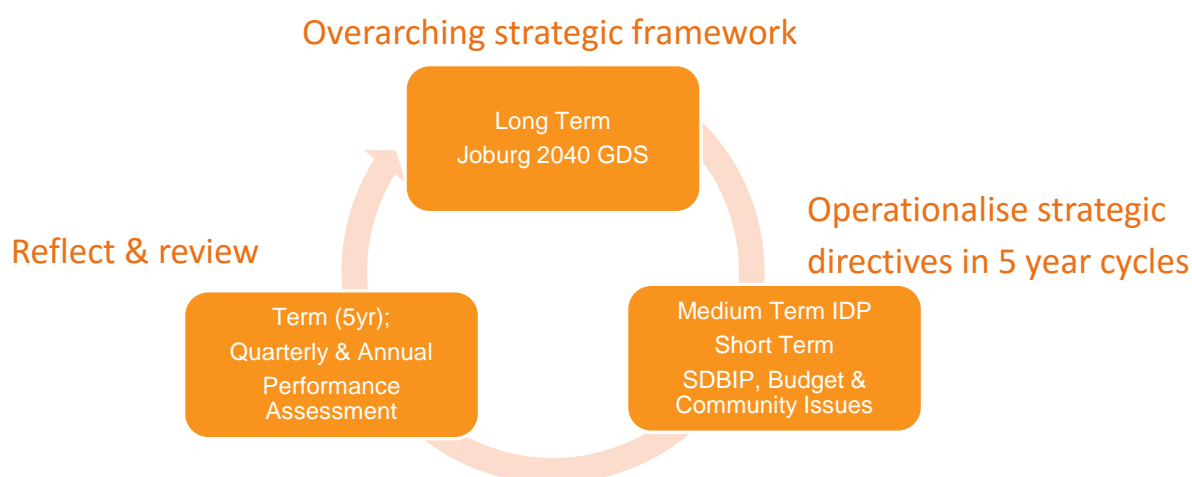 Overarching strategic framework
Long Term
Joburg 2040 GDS
Operationalise strategic
directives in 5 year cycles
Reflect & review
Medium Term IDP
Short Term
SDBIP, Budget &
Community Issues
Term (5yr);
Quarterly & Annual
Performance
Assessment